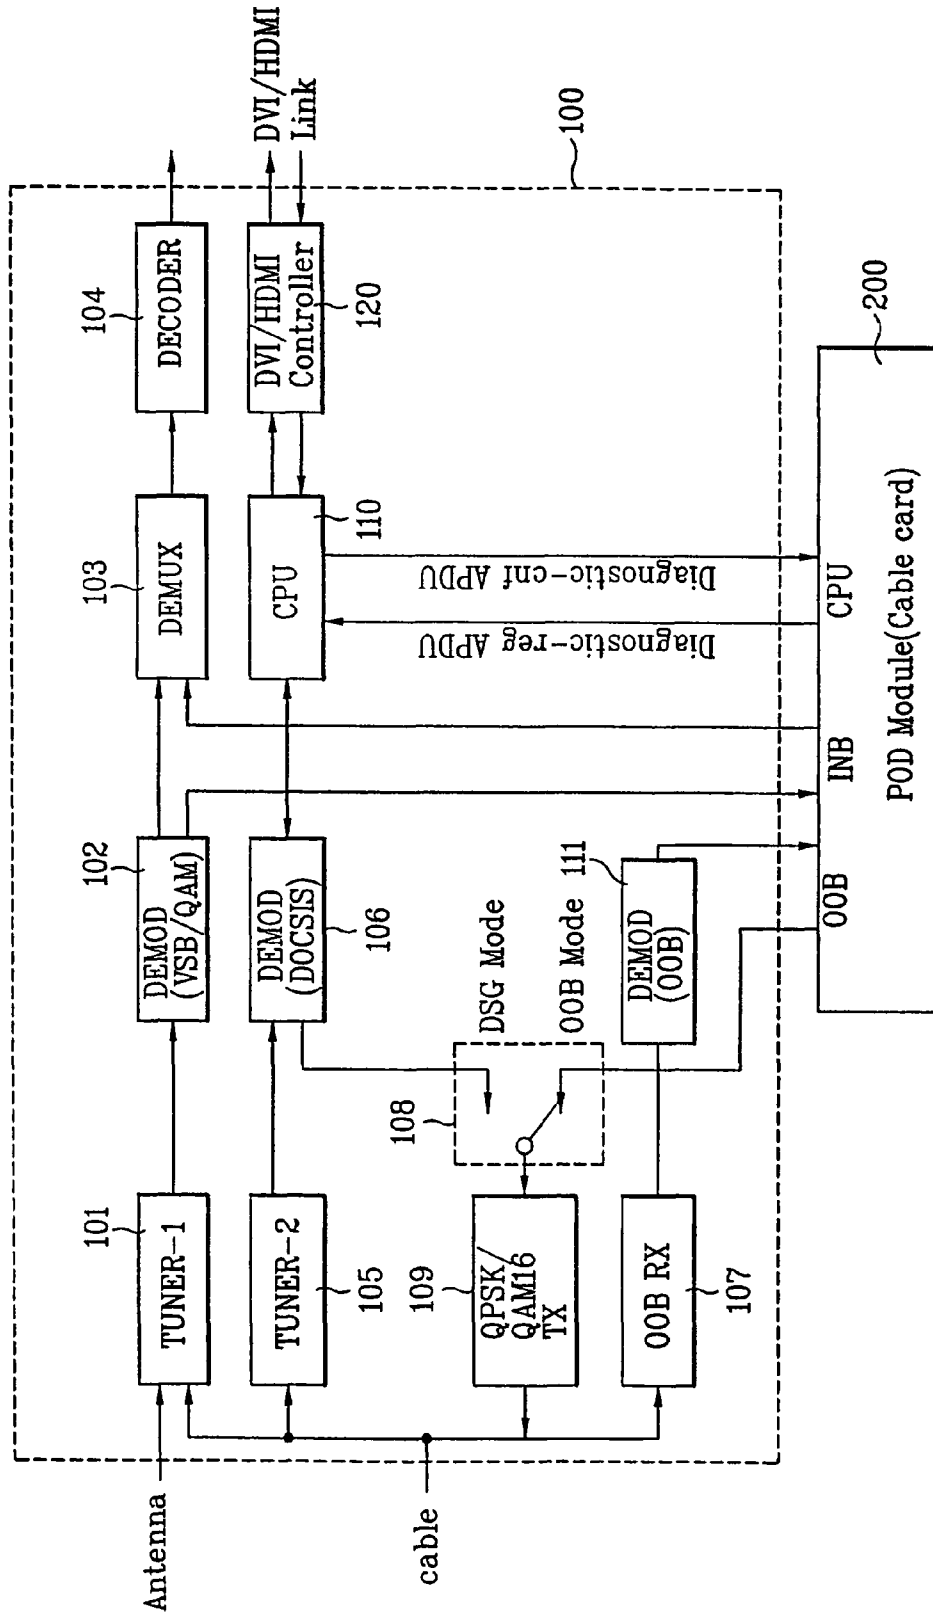 Antenna
cable
101
TUNER-1
102
DEMOD
(VSB/QAM)
103
DEMUX
104
DECODER
TUNER-2
105
DEMOD
(DOCSIS)
106
CPU
110
DVI/HDMI
Controller
120
DVI/HDMI
Link
100
109
QPSK/
QAM16
TX
108
DSG Mode
OOB Mode
OOB RX
107
111
DEMOD
(OOB)
Diagnostic-reg APDU
Diagnostic-cnf APDU
OOB
INB
CPU
POD Module(Cable card)
200